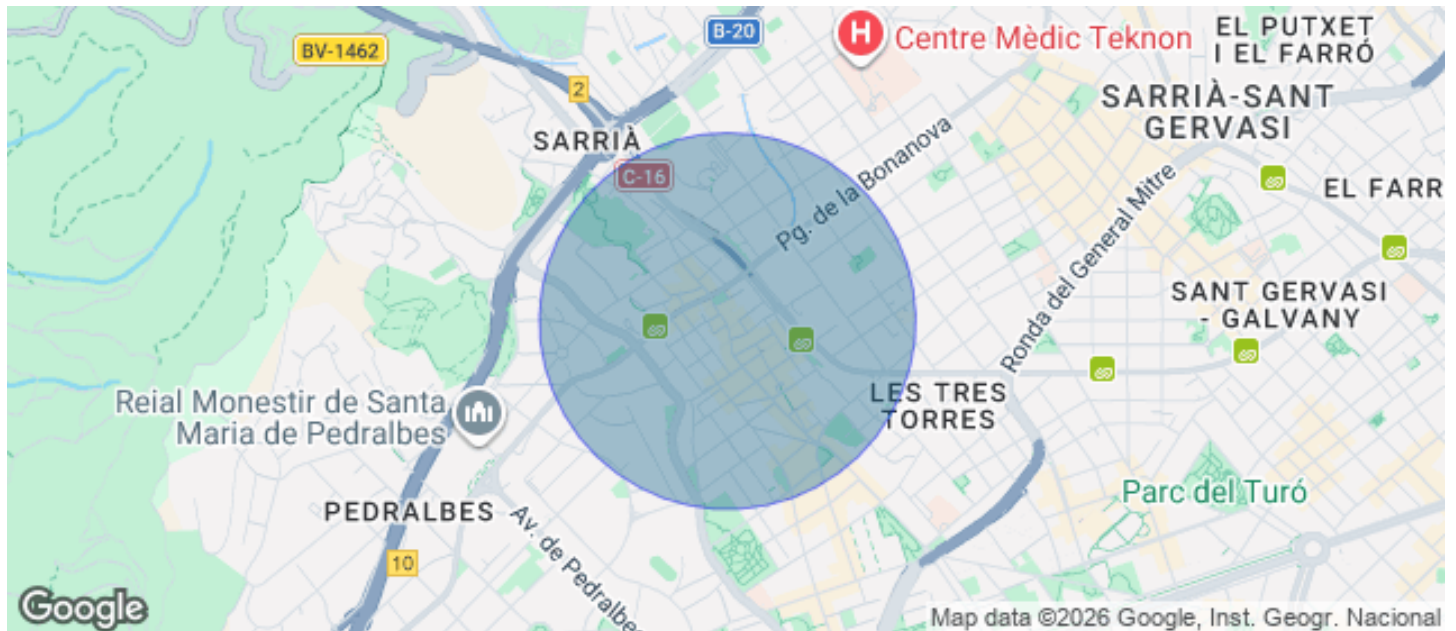 BV-1462
B-20
H
Centre Mèdic Teknon
EL PUTXET
I EL FARRÓ
2
SARRIÀ-SANT
GERVASI
SARRIÀ
C-16
Pg. de la Bonanova
EL FARR
Ronda del General Mitre
SANT GERVASI
- GALVANY
Reial Monestir de Santa
Maria de Pedralbes
LES TRES
TORRES
PEDRALBES
Av. de Pedralbes
Parc del Turó
10
Google
Map data ©2026 Google, Inst. Geogr. Nacional